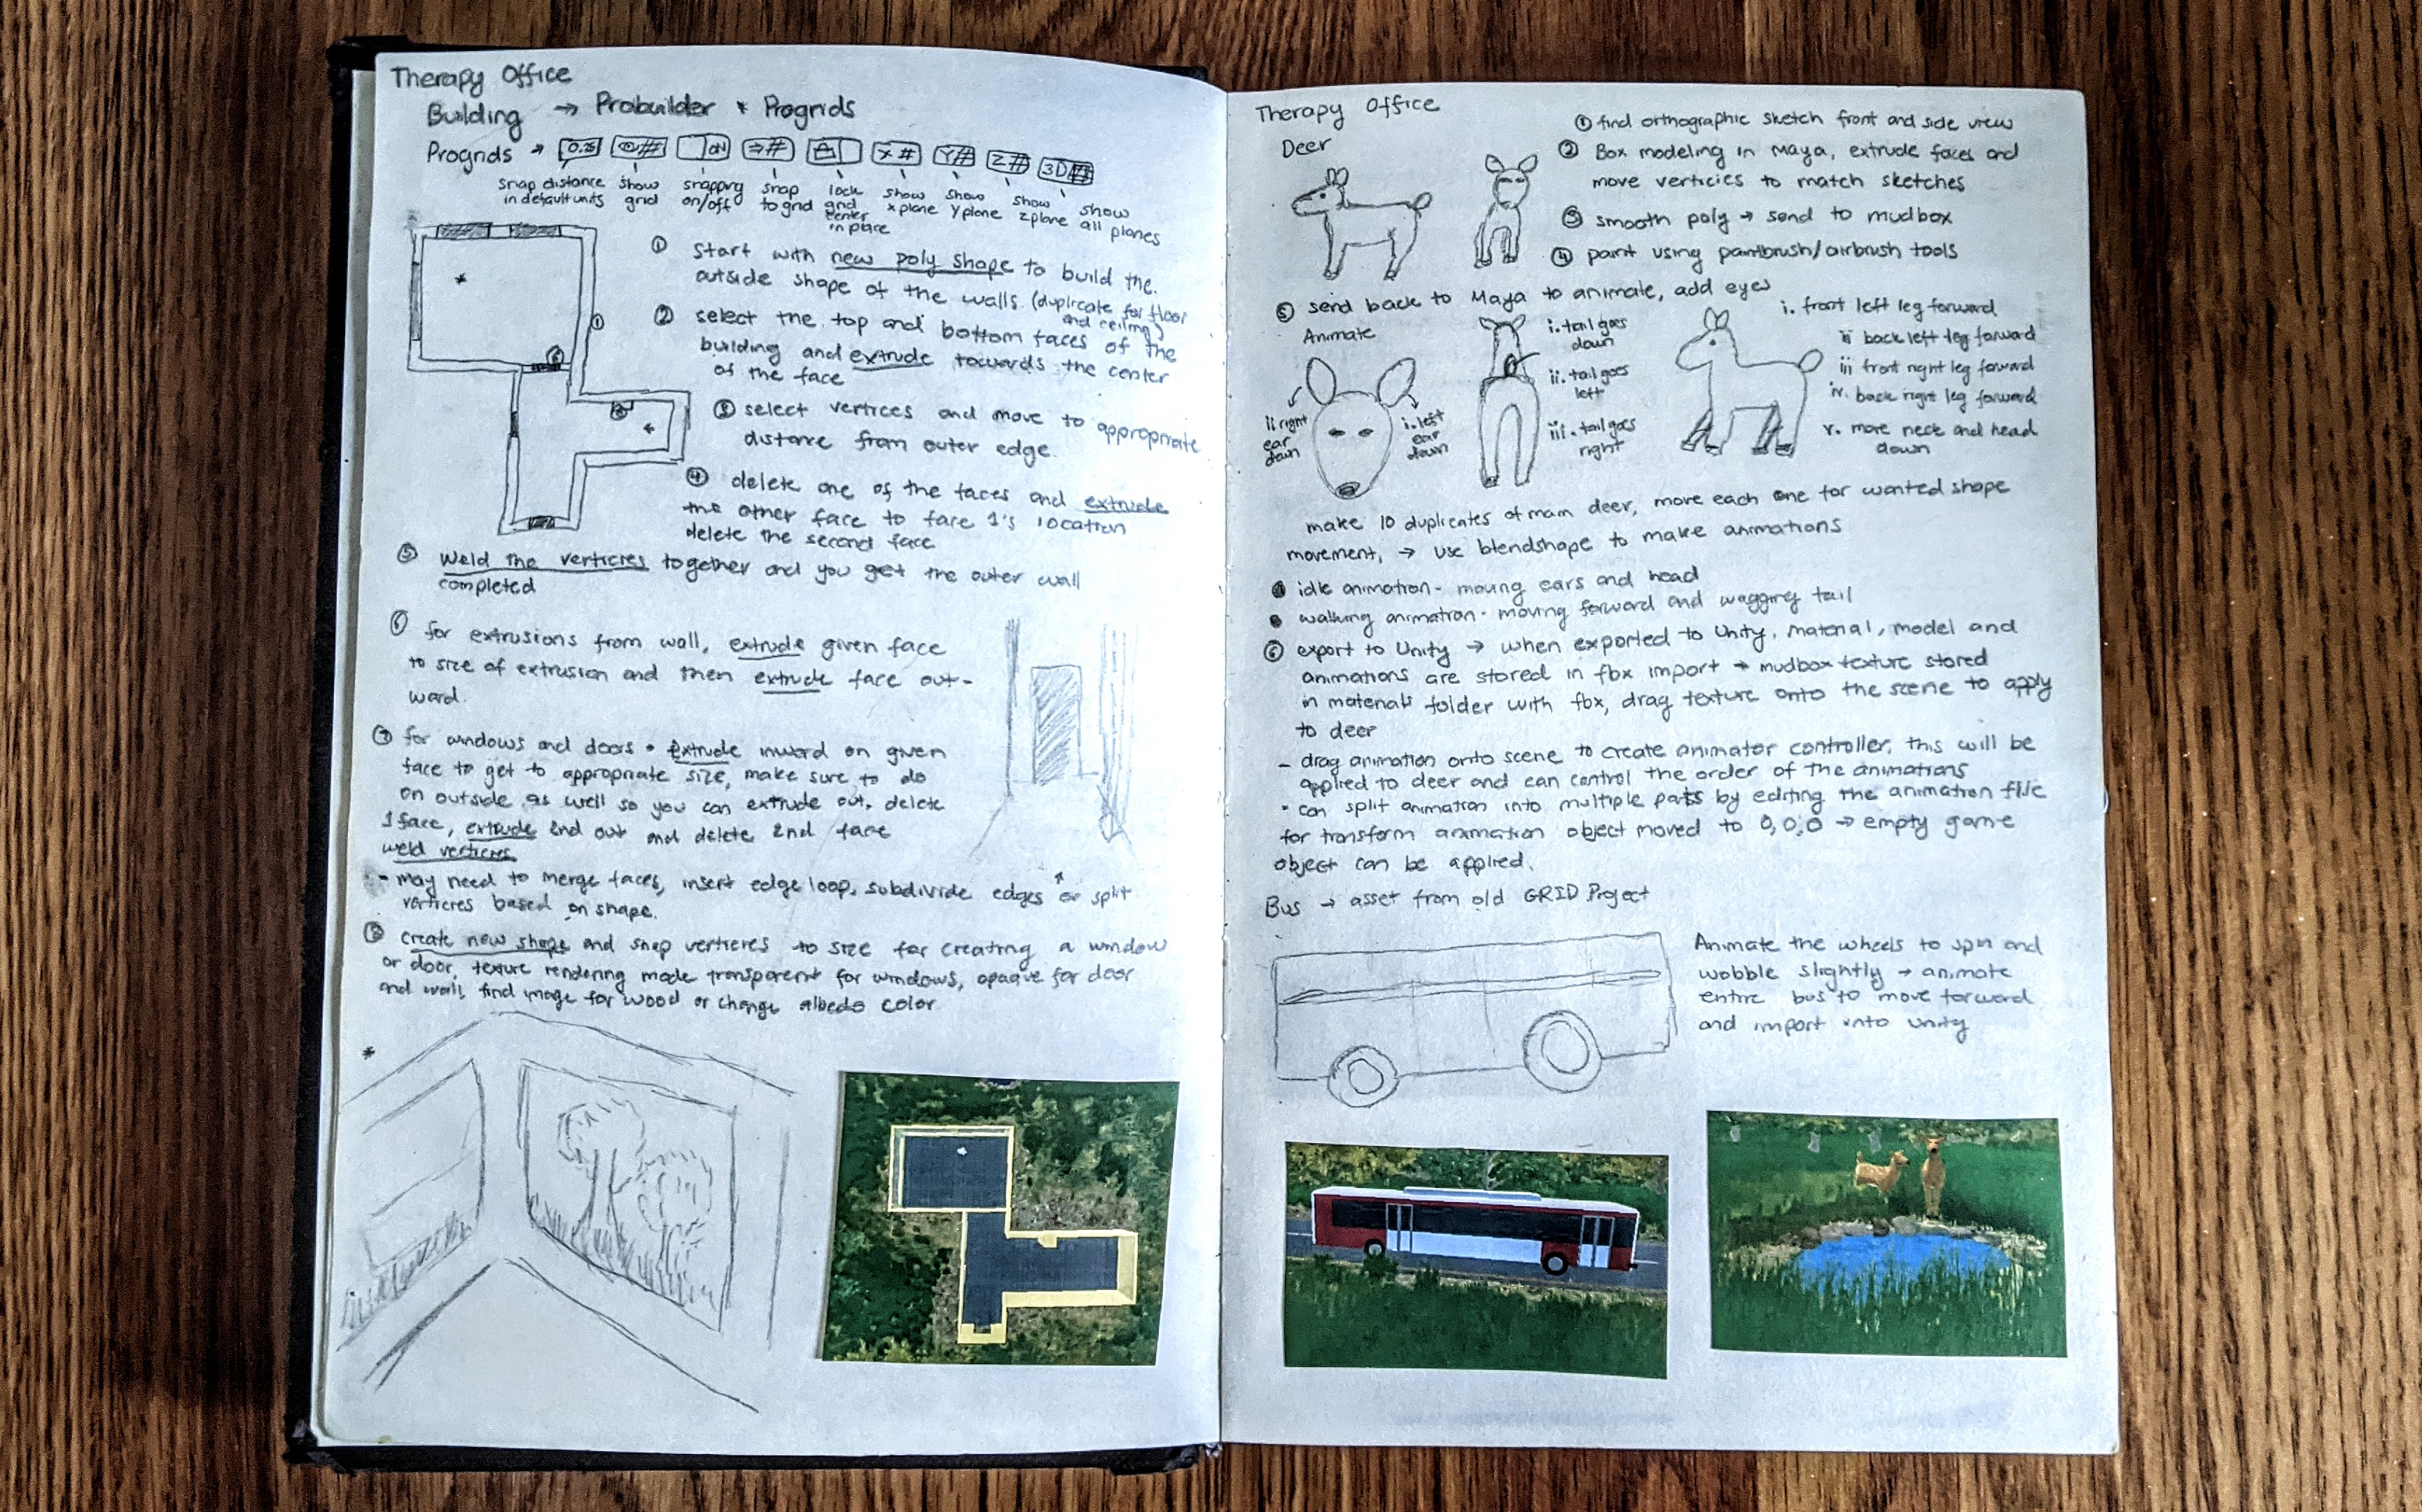 Therapy Office
Building → Probuilder + Progrids
Progrids → 0.25 # ON ⇒# X # Y# Z # 3D#
snap distance in default units
show grid
snapping on/off
snap to grid
lock grid center in place
show x plane
show y plane
show z plane
show all planes
① Start with new poly shape to build the
outside shape of the walls. (duplicate for floor
and ceiling)
② select the top and bottom faces of the
building and extrude towards the center
of the face
③ select vertices and move to appropriate
distance from outer edge.
④ delete one of the faces and extrude
the other face to face 1's location
delete the second face
⑤ Weld the verticies together and you get the outer wall
completed
⑥ for extrusions from wall, extrude given face
to size of extrusion and then extrude face out-
ward.
⑦ for windows and doors • extrude inward on given
face to get to appropriate size, make sure to do
on outside as well so you can extrude out. delete
1 face, extrude 2nd out and delete 2nd face
weld verticies
- may need to merge faces, insert edge loop, subdivide edges or split
verticies based on shape.
⑧ create new shape and snap verticies to size for creating a window
or door, texture rendering mode transparent for windows, opaque for door
and wall, find image for wood or change albedo color
Therapy Office
Deer
① find orthographic sketch front and side view
② Box modeling in Maya, extrude faces and
move verticies to match sketches
③ smooth poly → send to mudbox
④ paint using paintbrush/airbrush tools
⑤ send back to Maya to animate, add eyes
Animate
ii right ear down
i. left ear down
i. tail goes down
ii. tail goes left
iii. tail goes right
i. front left leg forward
ii back left leg forward
iii front right leg forward
iv. back right leg forward
v. move neck and head
down
make 10 duplicates of main deer, move each one for wanted shape
movement, → use blendshape to make animations
• idle animation - moving ears and head
• walking animation - moving forward and wagging tail
⑥ export to Unity → when exported to Unity, material, model and
animations are stored in fbx import → mudbox texture stored
in materials folder with fbx, drag texture onto the scene to apply
to deer
- drag animation onto scene to create animator controller, this will be
applied to deer and can control the order of the animations
- can split animation into multiple parts by editing the animation file
for transform animation object moved to 0,0,0 → empty game
object can be applied.
Bus → asset from old GRID Project
Animate the wheels to spin and
wobble slightly → animate
entire bus to move forward
and import into unity